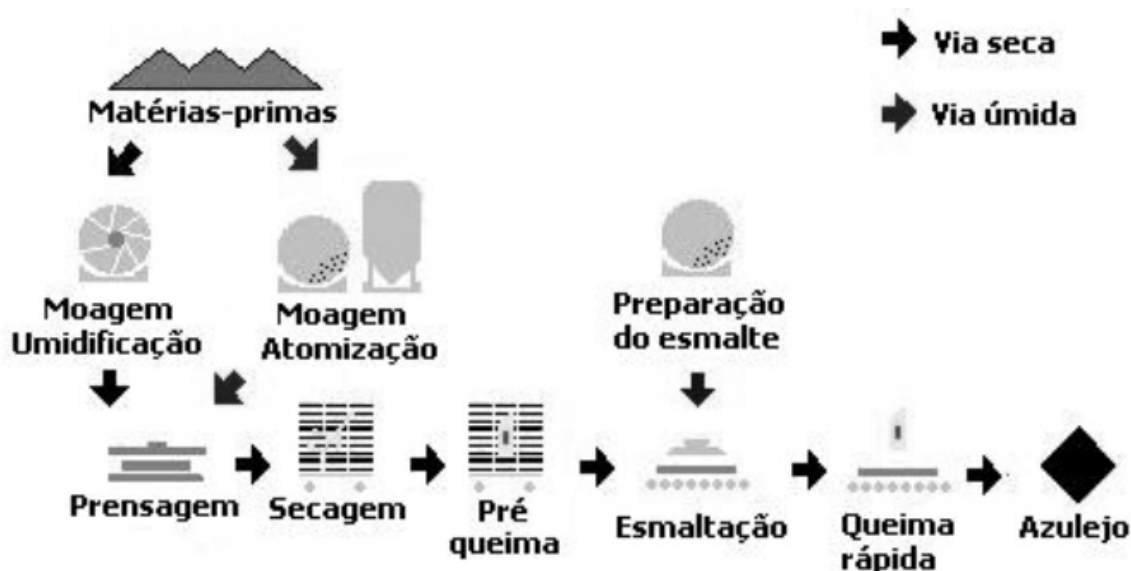 Via seca
Matérias-primas
Via úmida
Moagem
Umidificação
Moagem
Atomização
Preparação
do esmalte
Prensagem
Secagem
Pré
queima
Esmaltação
Queima
rápida
Azulejo